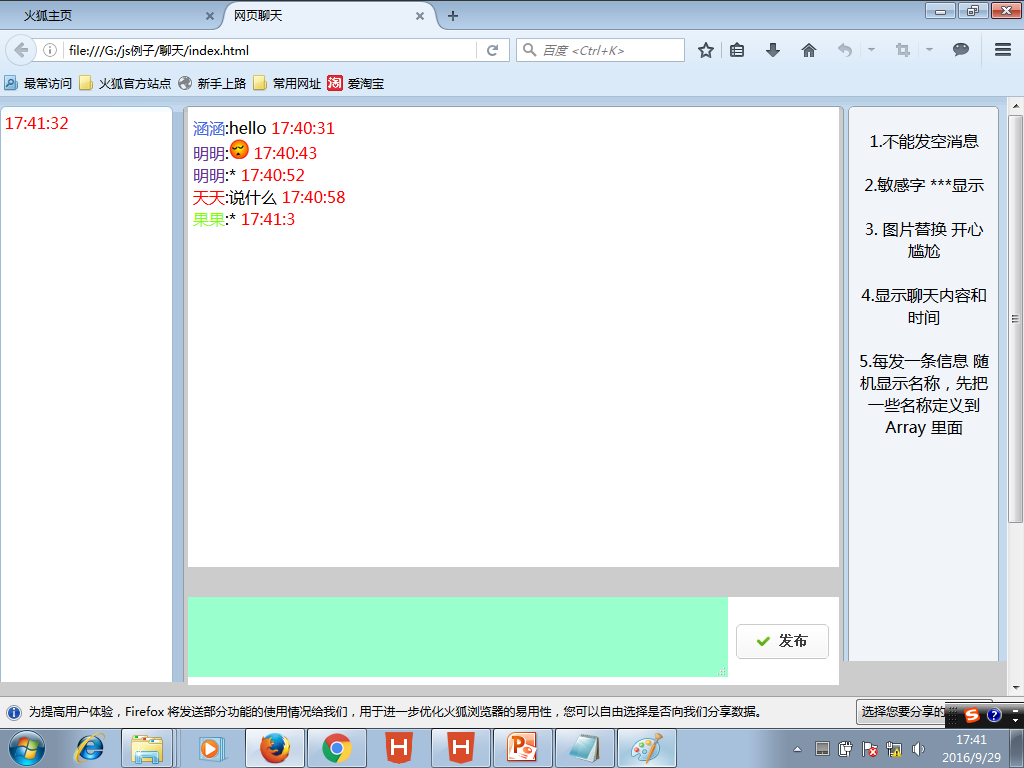 火狐主页
网页聊天
file:///G:/js例子/聊天/index.html
百度 <Ctrl+K>
最常访问 火狐官方站点 新手上路 常用网址 淘 爱淘宝
17:41:32
涵涵:hello 17:40:31
明明: 17:40:43
明明:* 17:40:52
天天:说什么 17:40:58
果果:* 17:41:3
1.不能发空消息
2.敏感字 ***显示
3. 图片替换 开心
尴尬
4.显示聊天内容和
时间
5.每发一条信息 随
机显示名称，先把
一些名称定义到
Array 里面
发布
为提高用户体验，Firefox 将发送部分功能的使用情况给我们，用于进一步优化火狐浏览器的易用性，您可以自由选择是否向我们分享数据。
选择您要分享的
17:41
2016/9/29